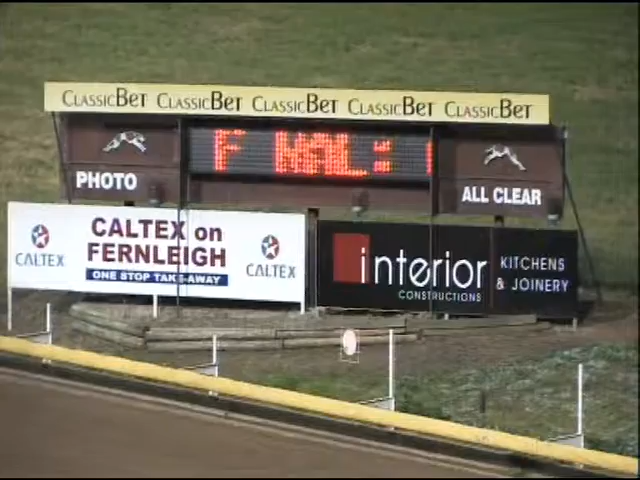 CLASSICBET CLASSICBET CLASSICBET CLASSICBET CLASSICBET
PHOTO
ALL CLEAR
CALTEX
CALTEX on
FERNLEIGH
ONE STOP TAKE-AWAY
CALTEX
interior
CONSTRUCTIONS
KITCHENS
& JOINERY